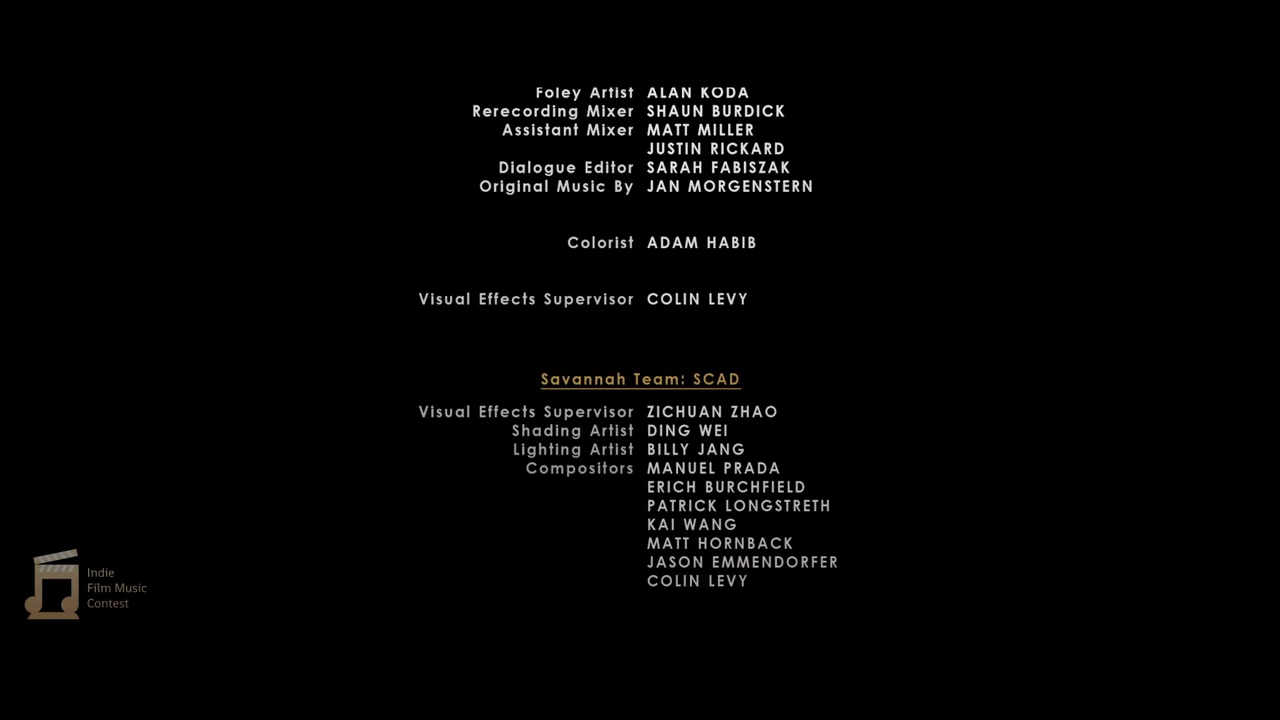 Foley Artist ALAN KODA
Rerecording Mixer SHAUN BURDICK
Assistant Mixer MATT MILLER
JUSTIN RICKARD
Dialogue Editor SARAH FABISZAK
Original Music By JAN MORGENSTERN
Colorist ADAM HABIB
Visual Effects Supervisor COLIN LEVY
Savannah Team: SCAD
Visual Effects Supervisor ZICHUAN ZHAO
Shading Artist DING WEI
Lighting Artist BILLY JANG
Compositors MANUEL PRADA
ERICH BURCHFIELD
PATRICK LONGSTRETH
KAI WANG
MATT HORNBACK
JASON EMMENDORFER
COLIN LEVY
Indie
Film Music
Contest